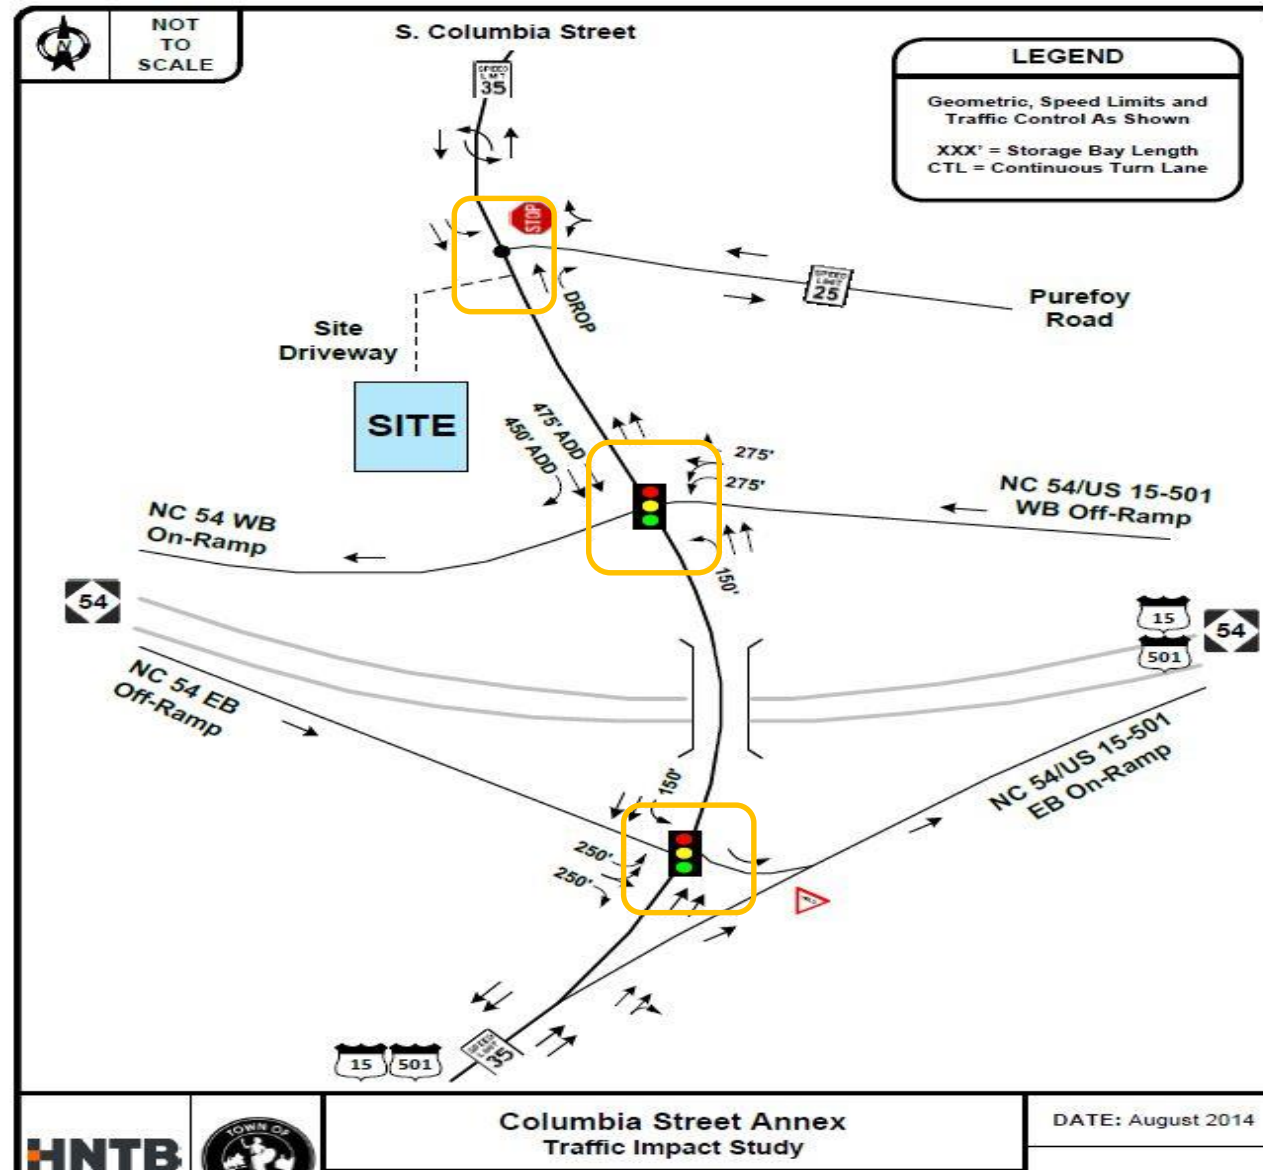 NOT
TO
SCALE
N
S. Columbia Street
LEGEND
Geometric, Speed Limits and
Traffic Control As Shown
XXX' = Storage Bay Length
CTL = Continuous Turn Lane
SPEED
LIMIT
35
STOP
SPEED
LIMIT
25
Purefoy
Road
DROP
Site
Driveway
SITE
475' ADD
450' ADD
275'
275'
NC 54/US 15-501
WB Off-Ramp
NC 54 WB
On-Ramp
150'
54
15
501
54
NC 54 EB
Off-Ramp
NC 54/US 15-501
EB On-Ramp
150'
250'
250'
15
501
SPEED
LIMIT
35
HNTB
TOWN OF
Columbia Street Annex
Traffic Impact Study
DATE: August 2014